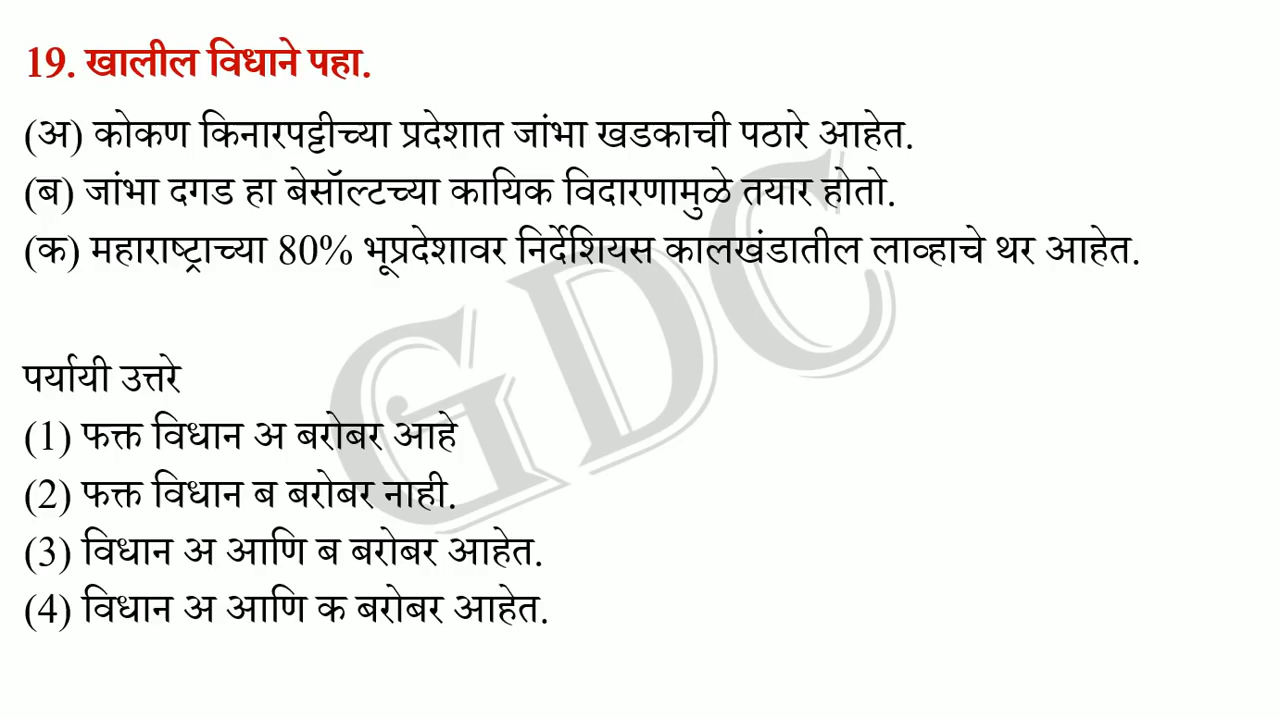 19. खालील विधाने पहा.
(अ) कोकण किनारपट्टीच्या प्रदेशात जांभा खडकाची पठारे आहेत.
(ब) जांभा दगड हा बेसॉल्टच्या कायिक विदारणामुळे तयार होतो.
(क) महाराष्ट्राच्या 80% भूप्रदेशावर निर्देशियस कालखंडातील लाव्हाचे थर आहेत.
पर्यायी उत्तरे
(1) फक्त विधान अ बरोबर आहे
(2) फक्त विधान ब बरोबर नाही.
(3) विधान अ आणि ब बरोबर आहेत.
(4) विधान अ आणि क बरोबर आहेत.
GDC